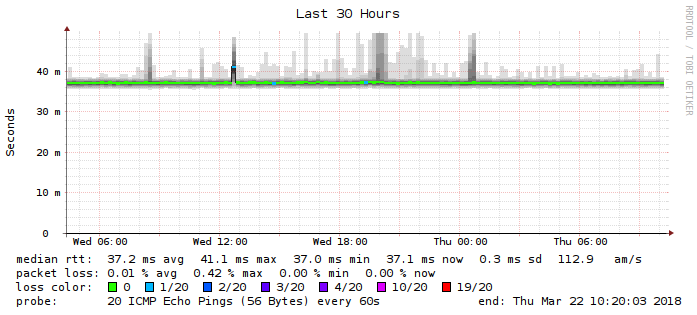 Last 30 Hours
RRDTOOL / TOBI OETIKER
Seconds
40 m
30 m
20 m
10 m
0
Wed 06:00 Wed 12:00 Wed 18:00 Thu 00:00 Thu 06:00
median rtt: 37.2 ms avg 41.1 ms max 37.0 ms min 37.1 ms now 0.3 ms sd 112.9 am/s
packet loss: 0.01 % avg 0.42 % max 0.00 % min 0.00 % now
loss color: 0 1/20 2/20 3/20 4/20 10/20 19/20
probe: 20 ICMP Echo Pings (56 Bytes) every 60s end: Thu Mar 22 10:20:03 2018